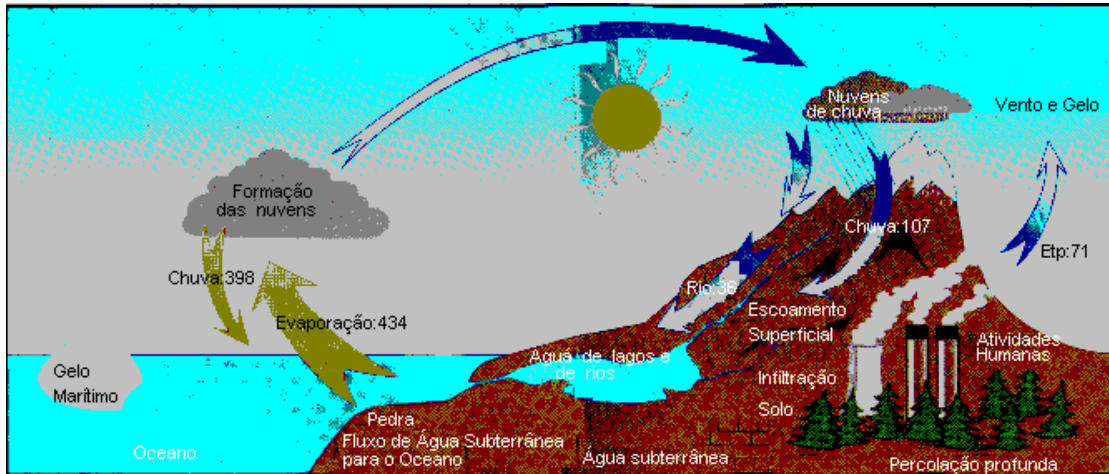 Nuvens
de chuva
Vento e Gelo
Formação
das nuvens
Chuva:107
Etp:71
Chuva:398
Rio:36
Evaporação:434
Escoamento
Superficial
Atividades
Humanas
Água de lagos e
de rios
Gelo
Marítimo
Infiltração
Solo
Pedra
Fluxo de Água Subterrânea
para o Oceano
Oceano
Água subterrânea
Percolação profunda